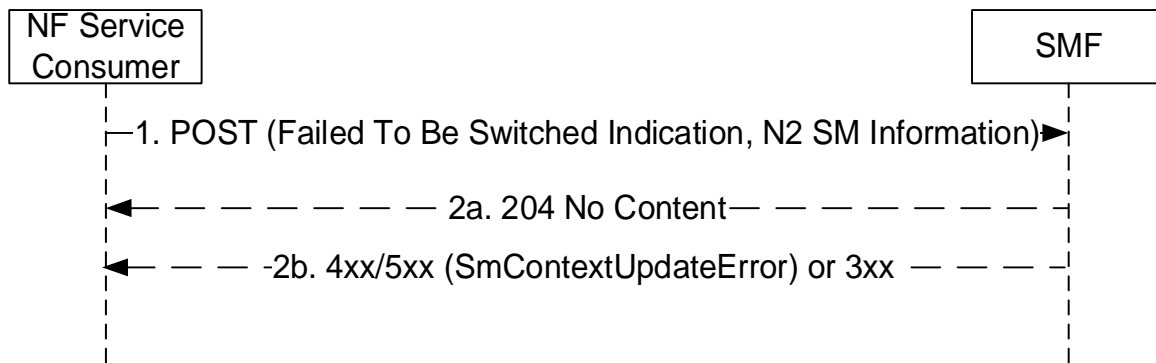 NF Service
Consumer
SMF
1. POST (Failed To Be Switched Indication, N2 SM Information)
2a. 204 No Content
2b. 4xx/5xx (SmContextUpdateError) or 3xx